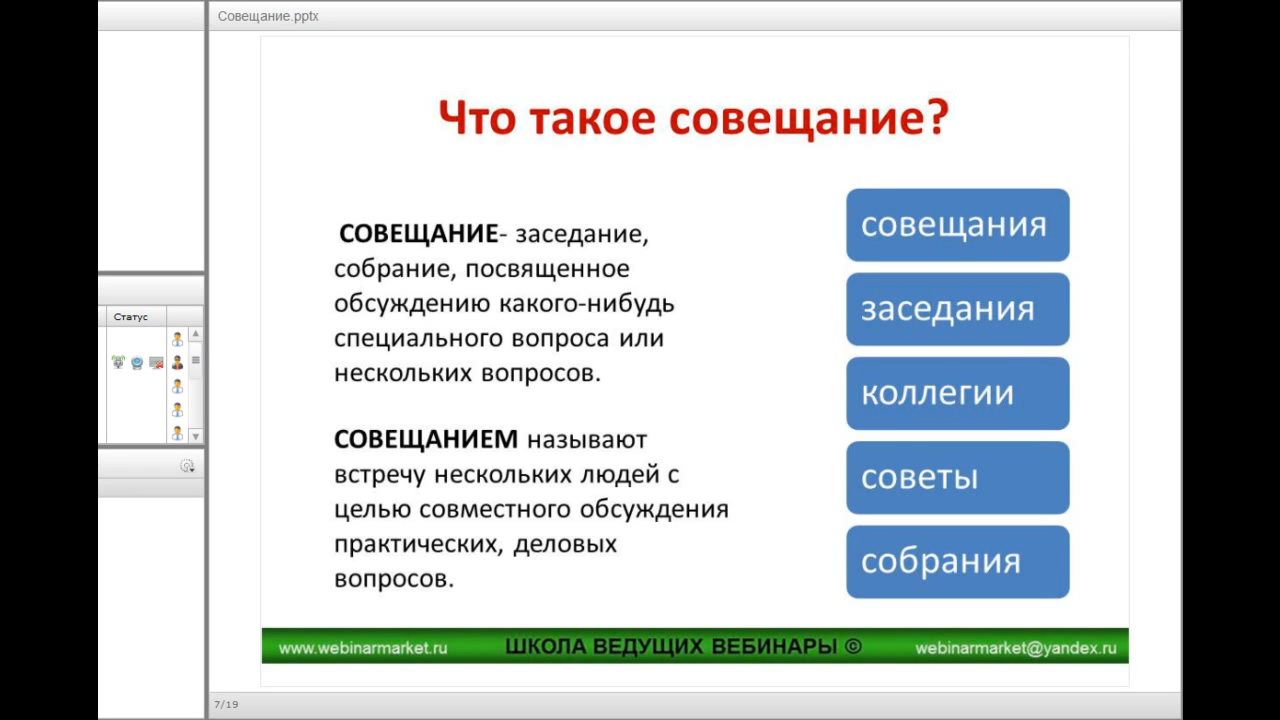 Совещание.pptx
Что такое совещание?
СОВЕЩАНИЕ- заседание,
собрание, посвященное
обсуждению какого-нибудь
специального вопроса или
нескольких вопросов.
СОВЕЩАНИЕМ называют
встречу нескольких людей с
целью совместного обсуждения
практических, деловых
вопросов.
совещания
заседания
коллегии
советы
собрания
Статус
www.webinarmarket.ru ШКОЛА ВЕДУЩИХ ВЕБИНАРЫ © webinarmarket@yandex.ru
7/19